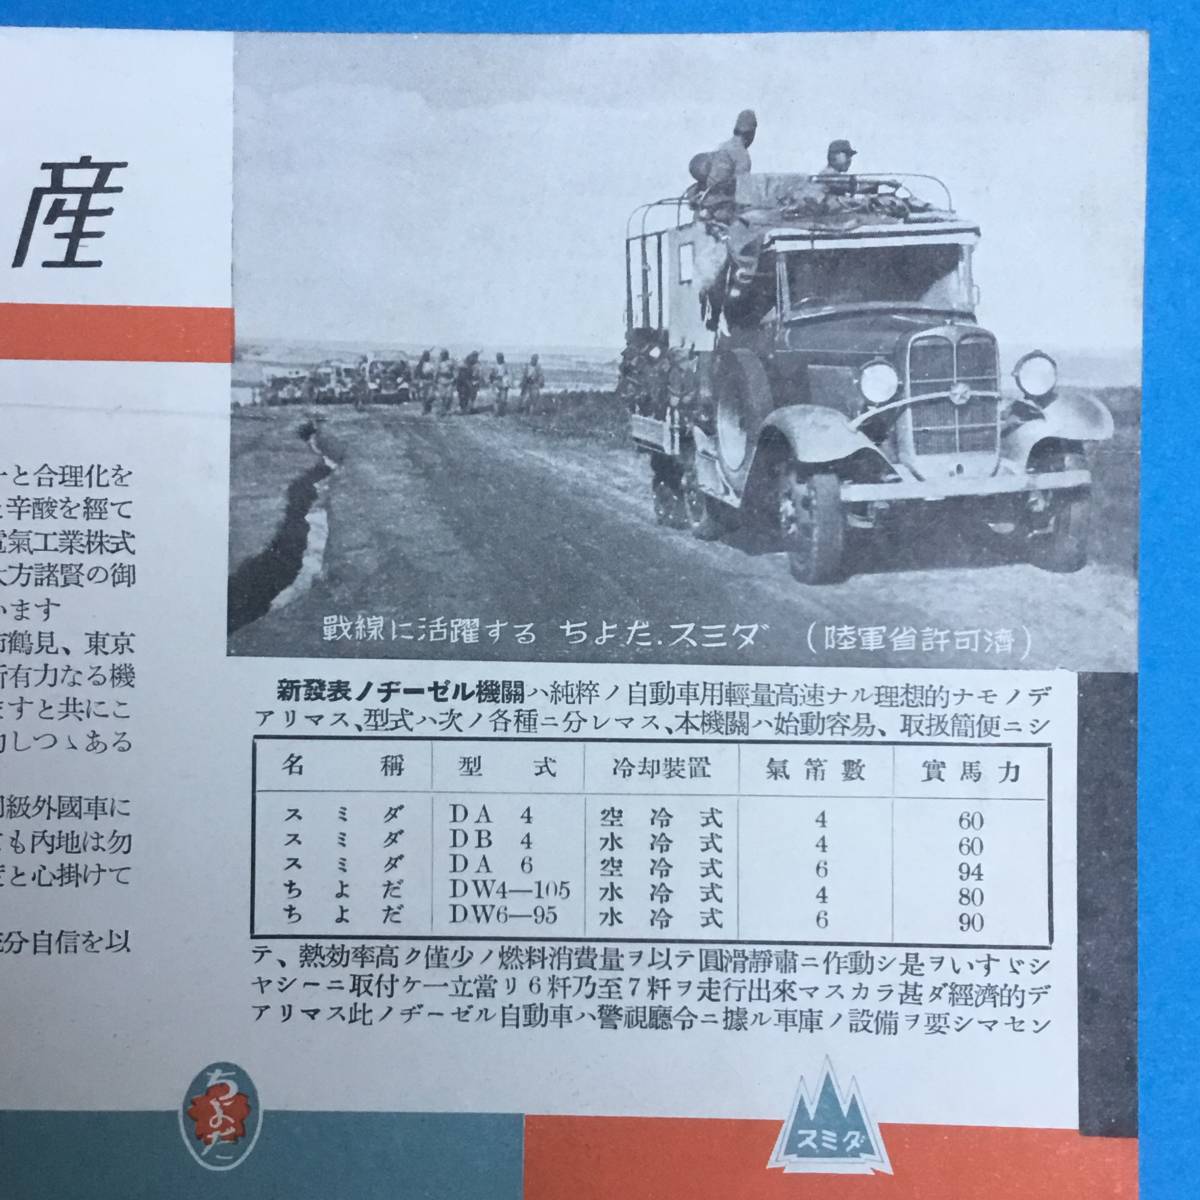 産
ーと合理化を
と辛酸を經て
電氣工業株式
大方諸賢の御
います
市鶴見、東京
所有力なる機
ますと共にこ
力しつゝある
同級外國車に
ても內地は勿
度と心掛けて
充分自信を以
戰線に活躍する ちよだ.スミダ (陸軍省許可濟)
新發表ノヂーゼル機關ハ純粹ノ自動車用輕量高速ナル理想的ナモノデ
アリマス、型式ハ次ノ各種ニ分レマス、本機關ハ始動容易、取扱簡便ニシ
名稱 型式 冷却裝置 氣筩數 實馬力
スミダ DA 4 空冷式 4 60
スミダ DB 4 水冷式 4 60
スミダ DA 6 空冷式 6 94
ちよだ DW4—105 水冷式 4 80
ちよだ DW6—95 水冷式 6 90
テ、熱効率高ク僅少ノ燃料消費量ヲ以テ圓滑靜肅ニ作動シ是ヲいすゞシ
ヤシーニ取付ケ一立當リ6粁乃至7粁ヲ走行出來マスカラ甚ダ經濟的デ
アリマス此ノヂーゼル自動車ハ警視廳令ニ據ル車庫ノ設備ヲ要シマセン
ちよだ
スミダ